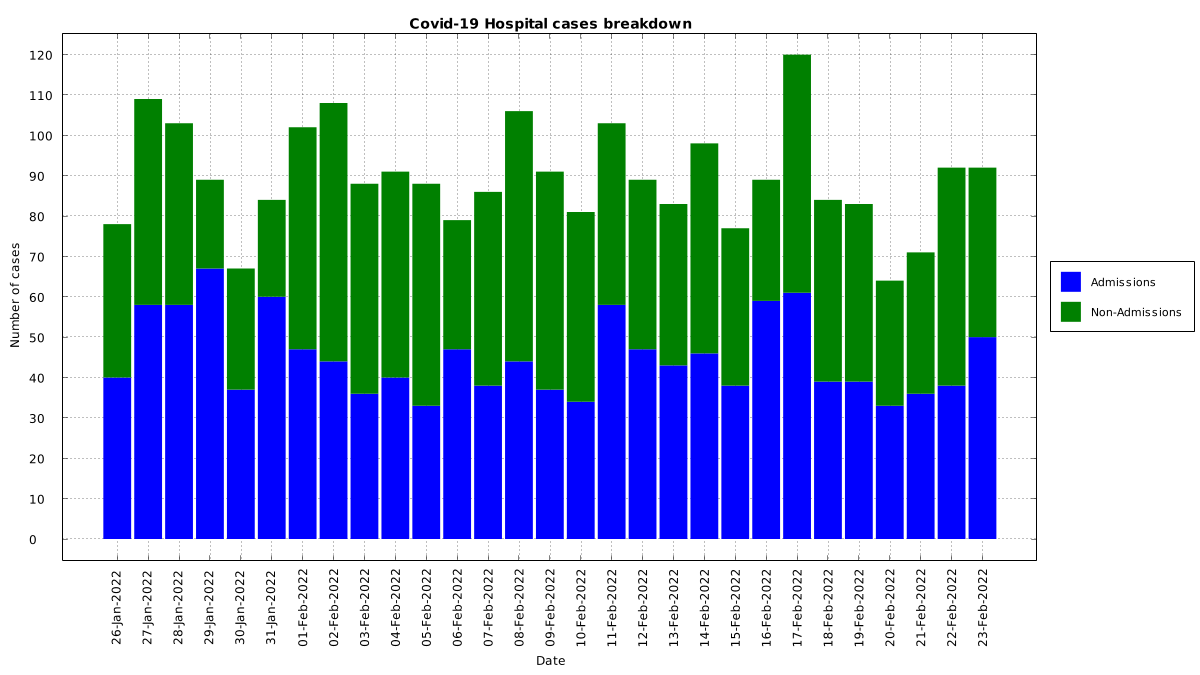 Covid-19 Hospital cases breakdown
120
110
100
90
80
70
60
50
40
30
20
10
0
Number of cases
26-Jan-2022
27-Jan-2022
28-Jan-2022
29-Jan-2022
30-Jan-2022
31-Jan-2022
01-Feb-2022
02-Feb-2022
03-Feb-2022
04-Feb-2022
05-Feb-2022
06-Feb-2022
07-Feb-2022
08-Feb-2022
09-Feb-2022
10-Feb-2022
11-Feb-2022
12-Feb-2022
13-Feb-2022
14-Feb-2022
15-Feb-2022
16-Feb-2022
17-Feb-2022
18-Feb-2022
19-Feb-2022
20-Feb-2022
21-Feb-2022
22-Feb-2022
23-Feb-2022
Date
Admissions
Non-Admissions